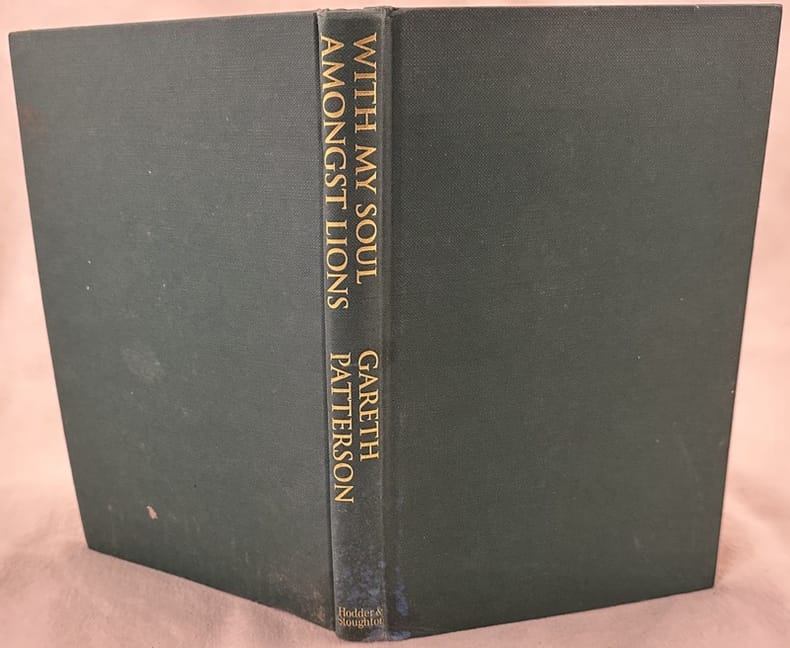 WITH MY SOUL
AMONGST LIONS
GARETH
PATTERSON
Hodder &
Stoughton